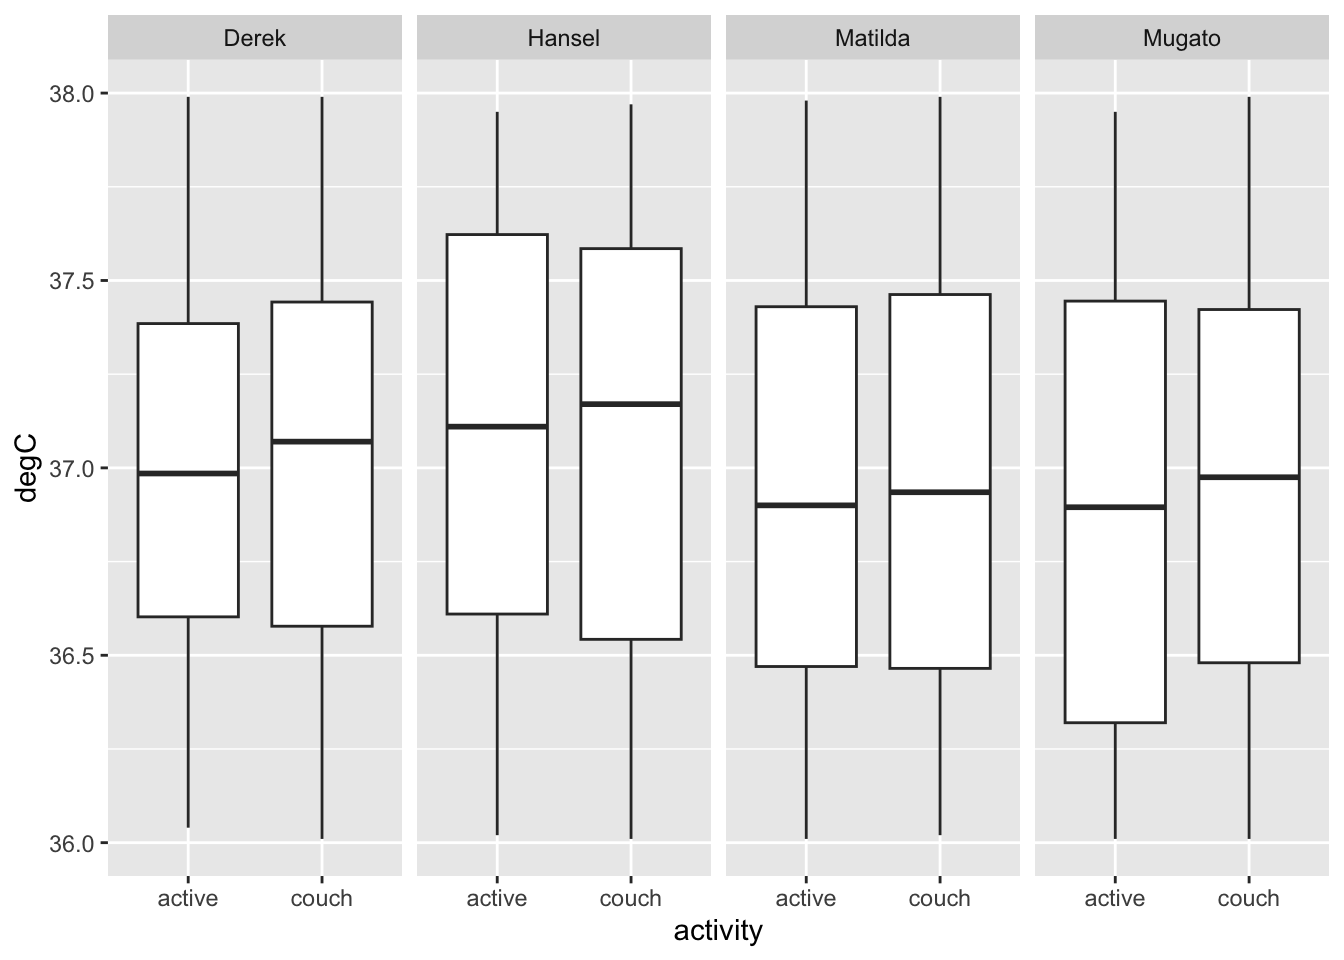 Derek Hansel Matilda Mugato
degC
38.0
37.5
37.0
36.5
36.0
active couch active couch active couch active couch
activity